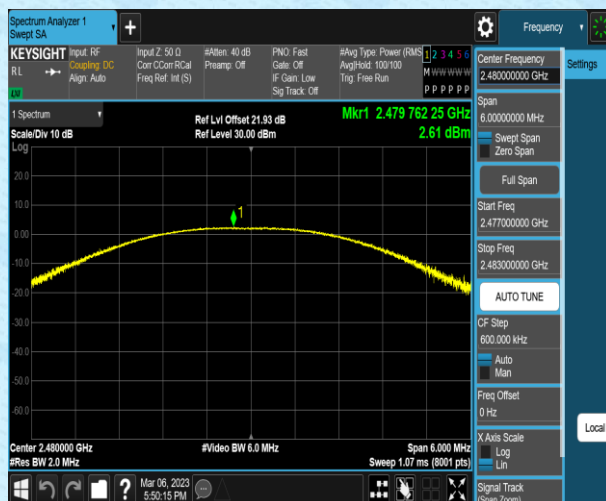 Spectrum Analyzer 1
Swept SA
Frequency
KEYSIGHT
Input: RF
Input Z: 50 Ω
#Atten: 40 dB
PNO: Fast
#Avg Type: Power (RMS
1 2 3 4 5 6
RL
Coupling: DC
Corr CCorr RCal
Preamp: Off
Gate: Off
Avg|Hold: 100/100
M W W W W W
Align: Auto
Freq Ref: Int (S)
IF Gain: Low
Trig: Free Run
Sig Track: Off
P P P P P P
1 Spectrum
Ref Lvl Offset 21.93 dB
Mkr1 2.479 762 25 GHz
Scale/Div 10 dB
Ref Level 30.00 dBm
2.61 dBm
Log
20.0
10.0
0.00
-10.0
-20.0
-30.0
-40.0
-50.0
-60.0
1
Center 2.480000 GHz
#Video BW 6.0 MHz
Span 6.000 MHz
#Res BW 2.0 MHz
Sweep 1.07 ms (8001 pts)
Mar 06, 2023
5:50:15 PM
?
Center Frequency
2.480000000 GHz
Span
6.00000000 MHz
Swept Span
Zero Span
Full Span
Start Freq
2.477000000 GHz
Stop Freq
2.483000000 GHz
AUTO TUNE
CF Step
600.000 kHz
Auto
Man
Freq Offset
0 Hz
X Axis Scale
Log
Lin
Signal Track
(Span Zoom)
Settings
Local